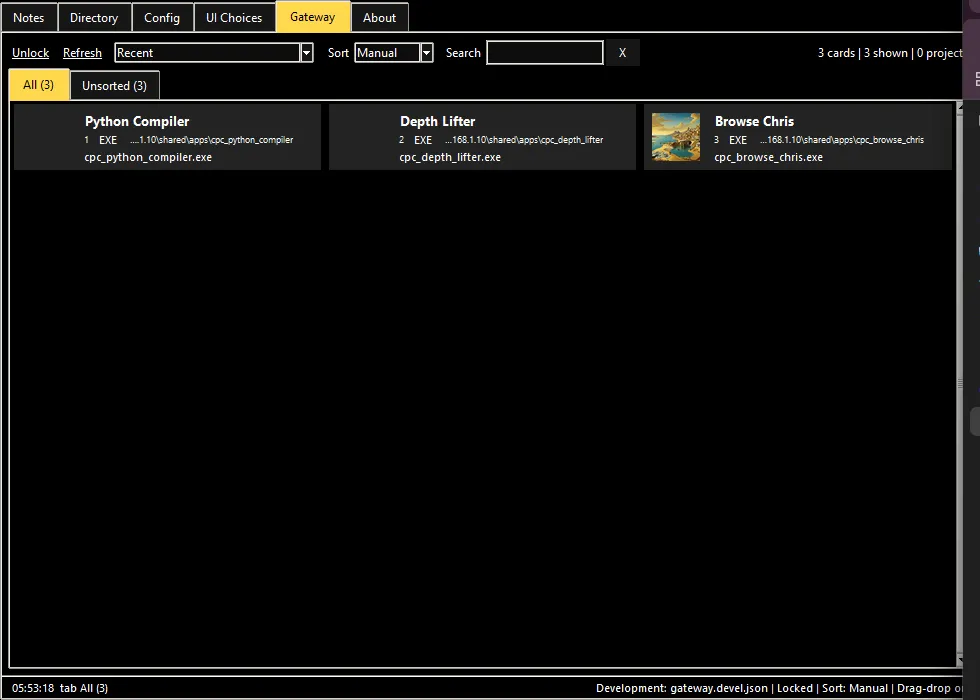 Notes Directory Config UI Choices Gateway About
Unlock Refresh Recent Sort Manual Search X 3 cards | 3 shown | 0 project
All (3) Unsorted (3)
Python Compiler
1 EXE ....1.10\shared\apps\cpc_python_compiler
cpc_python_compiler.exe
Depth Lifter
2 EXE ...168.1.10\shared\apps\cpc_depth_lifter
cpc_depth_lifter.exe
Browse Chris
3 EXE ...168.1.10\shared\apps\cpc_browse_chris
cpc_browse_chris.exe
05:53:18 tab All (3) Development: gateway.devel.json | Locked | Sort: Manual | Drag-drop o